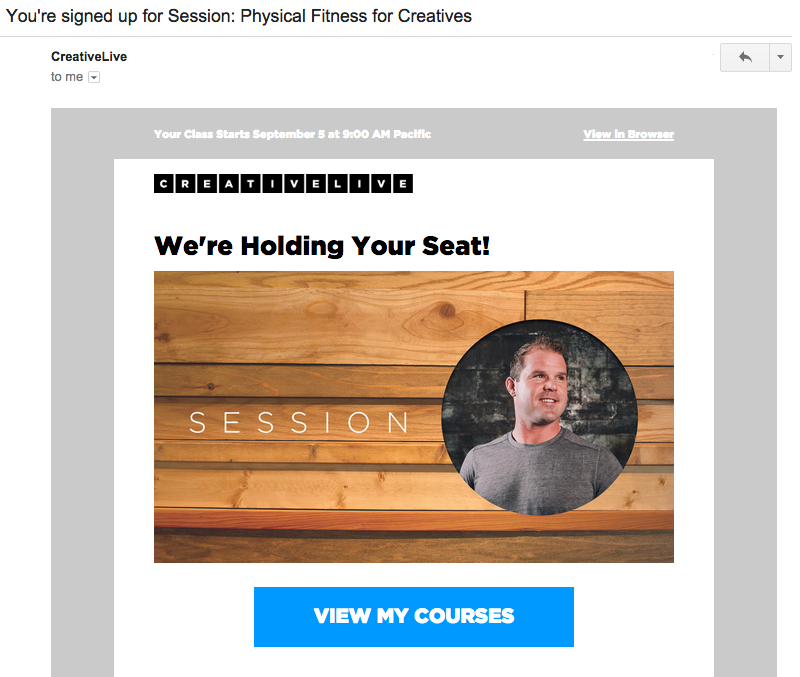 You're signed up for Session: Physical Fitness for Creatives
CreativeLive
to me
Your Class Starts September 5 at 9:00 AM Pacific
View in Browser
CREATIVELIVE
We're Holding Your Seat!
SESSION
VIEW MY COURSES